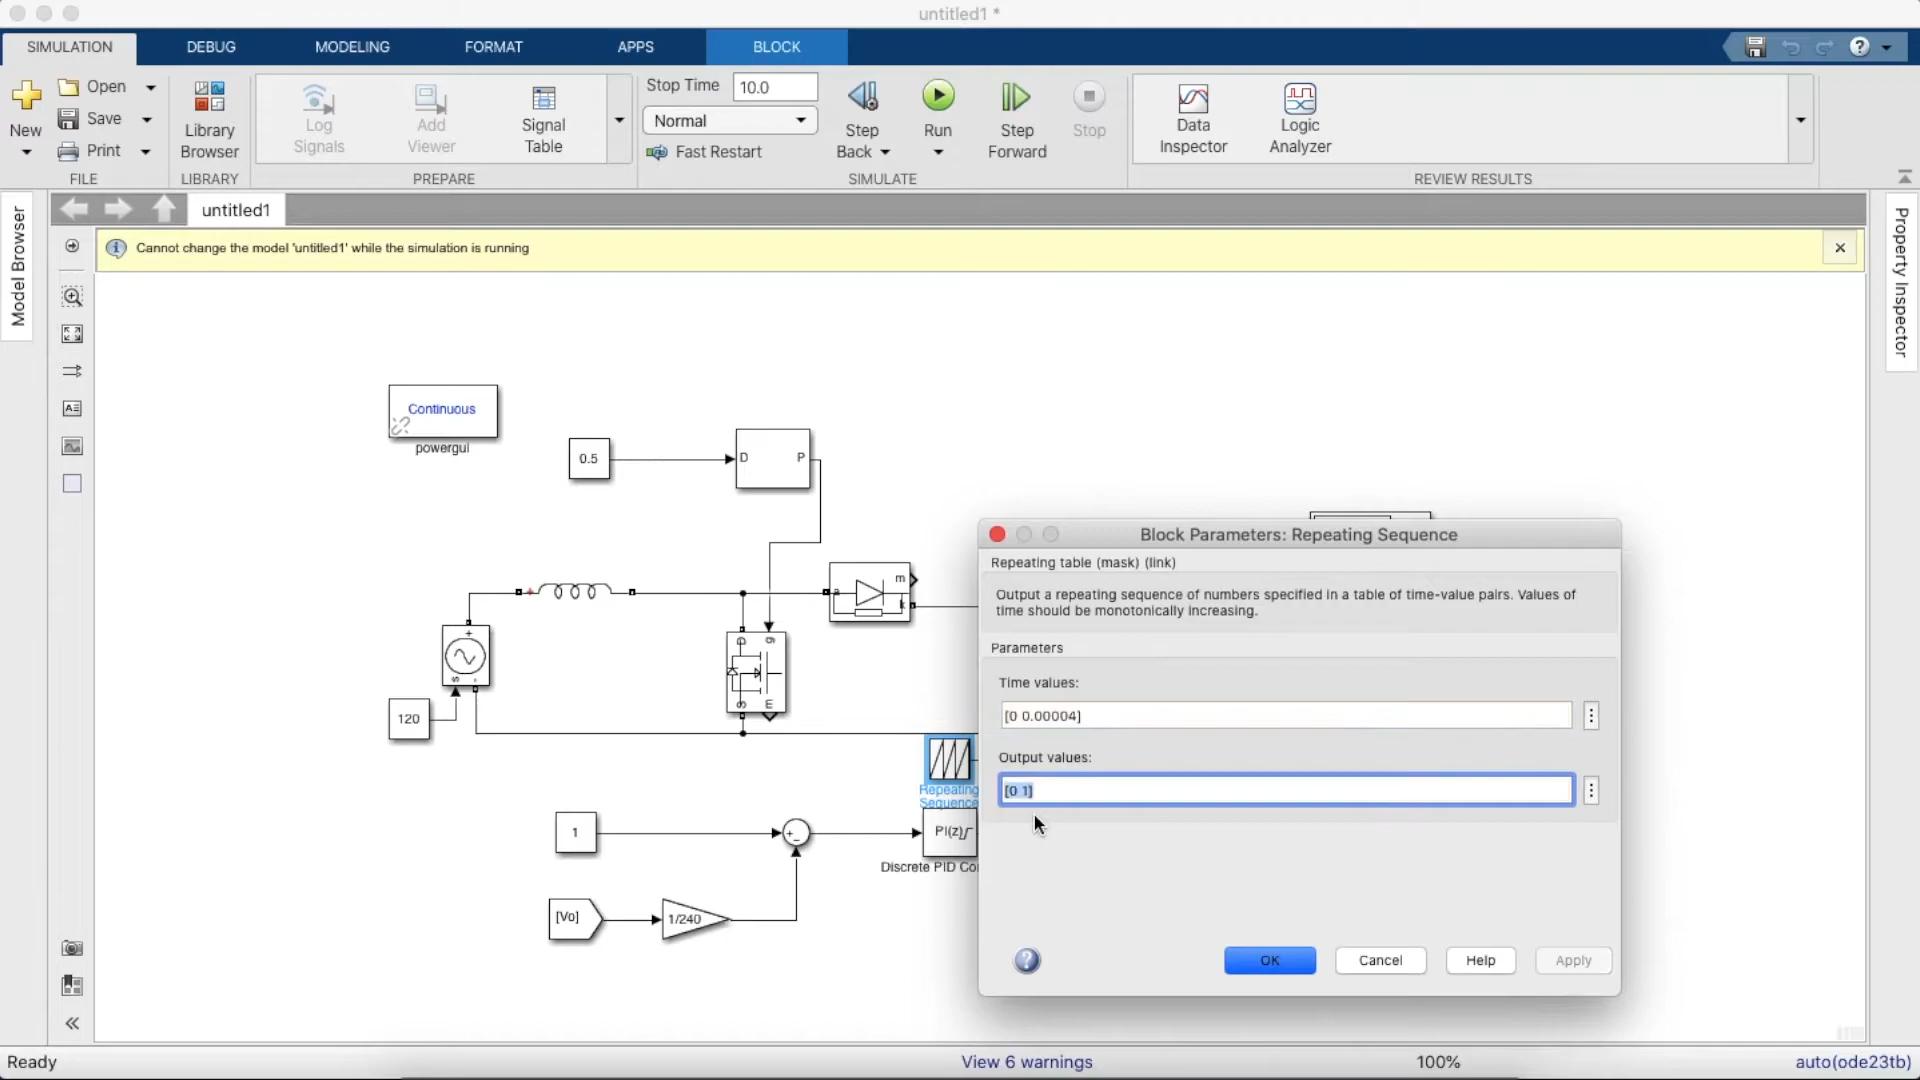 untitled1 *
SIMULATION
DEBUG
MODELING
FORMAT
APPS
BLOCK
New
Open
Save
Print
FILE
Library
Browser
LIBRARY
Log
Signals
Add
Viewer
Signal
Table
PREPARE
Stop Time 10.0
Normal
Fast Restart
Step
Back
Run
Step
Forward
Stop
SIMULATE
Data
Inspector
Logic
Analyzer
REVIEW RESULTS
Model Browser
untitled1
Property Inspector
Cannot change the model 'untitled1' while the simulation is running
Continuous
powergui
0.5
D P
m
a k
+
+
s -
D g
S m
120
Repeating
Sequence
1
+
-
PI(z)
Discrete PID Co
[Vo]
1/240
Block Parameters: Repeating Sequence
Repeating table (mask) (link)
Output a repeating sequence of numbers specified in a table of time-value pairs. Values of
time should be monotonically increasing.
Parameters
Time values:
[0 0.00004]
Output values:
[0 1]
OK
Cancel
Help
Apply
Ready
View 6 warnings
100%
auto(ode23tb)